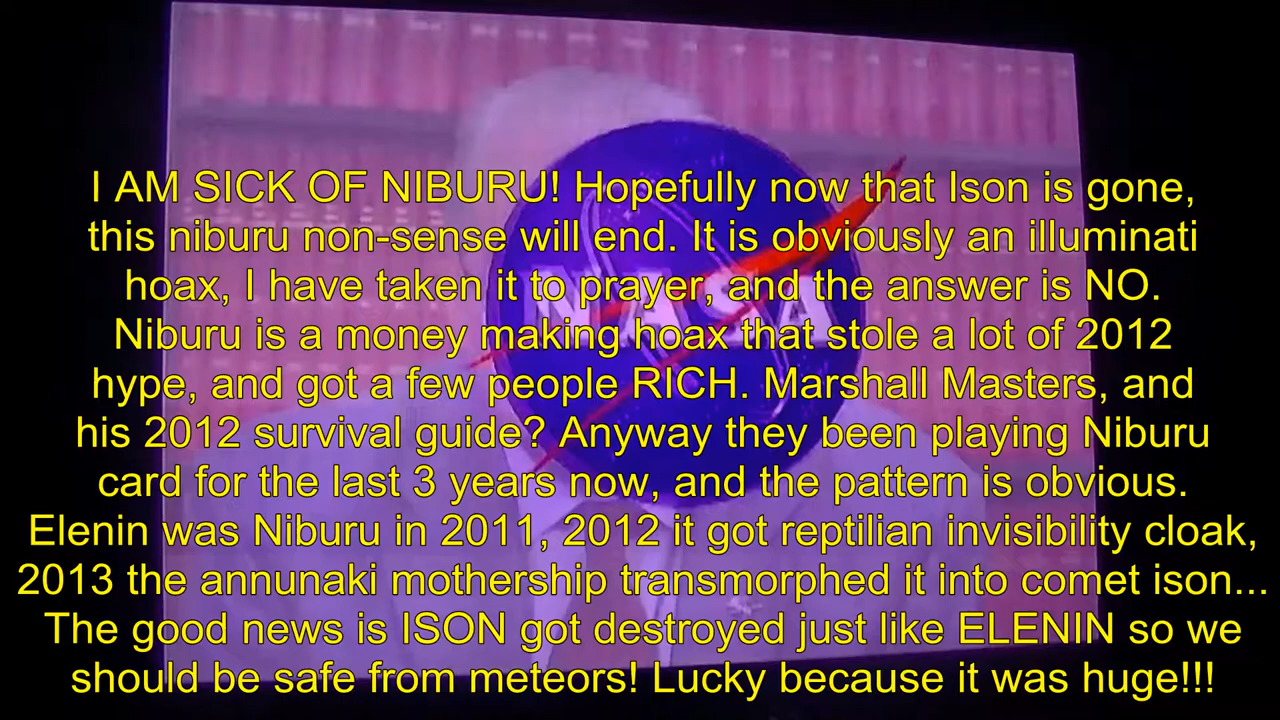 I AM SICK OF NIBURU! Hopefully now that Ison is gone,
this niburu non-sense will end. It is obviously an illuminati
hoax, I have taken it to prayer, and the answer is NO.
Niburu is a money making hoax that stole a lot of 2012
hype, and got a few people RICH. Marshall Masters, and
his 2012 survival guide? Anyway they been playing Niburu
card for the last 3 years now, and the pattern is obvious.
Elenin was Niburu in 2011, 2012 it got reptilian invisibility cloak,
2013 the annunaki mothership transmorphed it into comet ison...
The good news is ISON got destroyed just like ELENIN so we
should be safe from meteors! Lucky because it was huge!!!
NASA